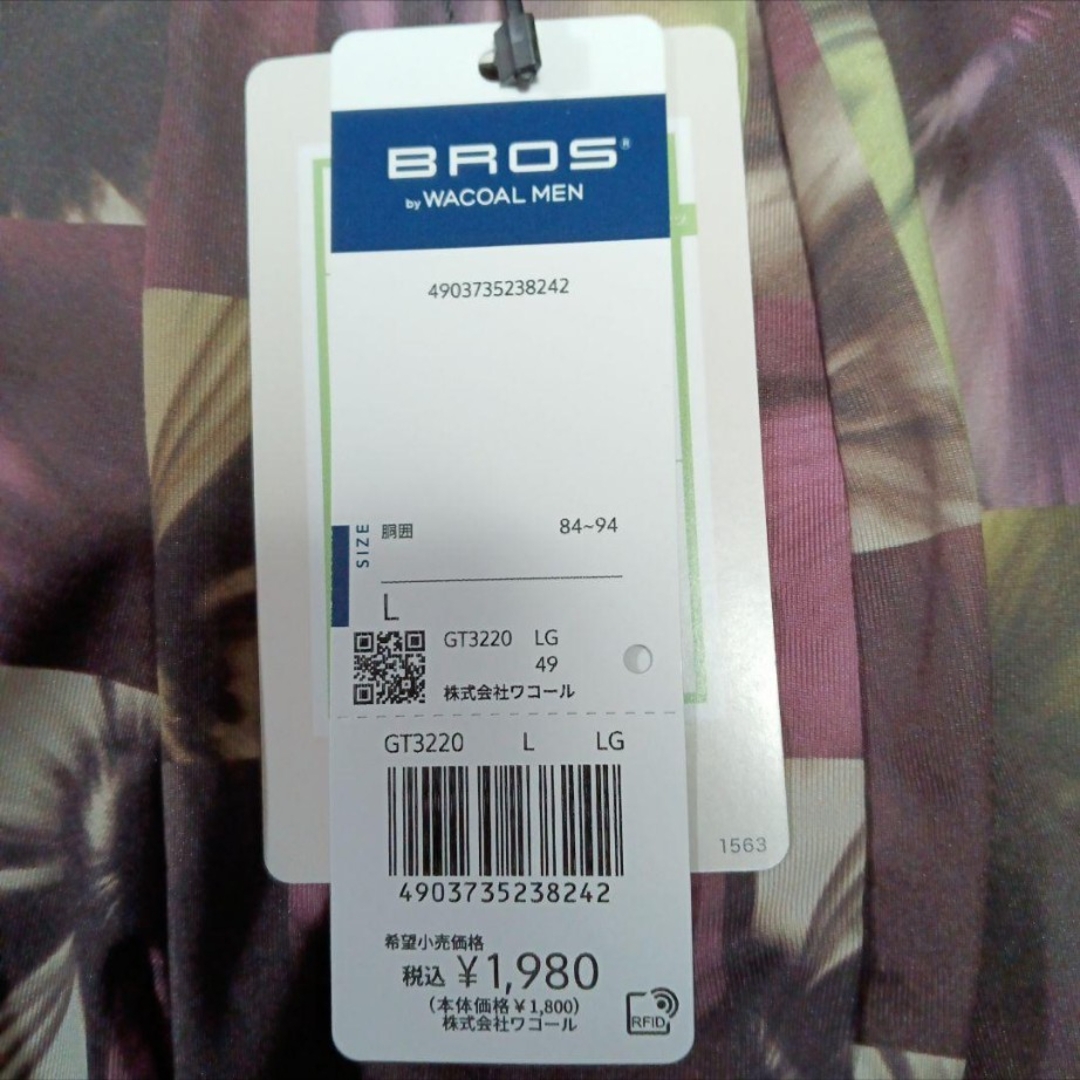 BROS®
by WACOAL MEN
4903735238242
SIZE
胴囲 84~94
L
GT3220 LG
49
株式会社ワコール
GT3220 L LG
4903735238242
希望小売価格
税込 ¥1,980
(本体価格¥1,800)
株式会社ワコール
RFID
1563